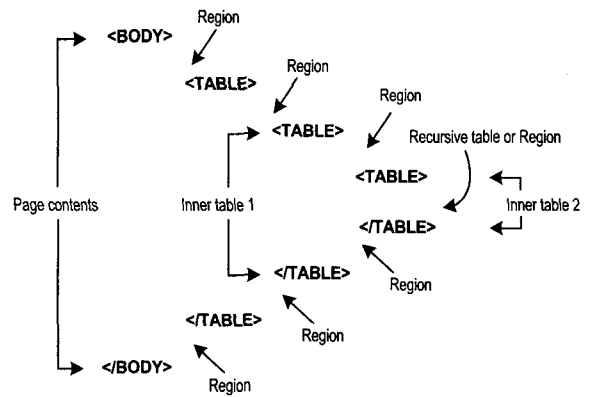 Region
<BODY>
Region
<TABLE>
Region
<TABLE>
Recursive table or Region
<TABLE>
Page contents
Inner table 1
Inner table 2
</TABLE>
</TABLE>
Region
</TABLE>
Region
</BODY>
Region